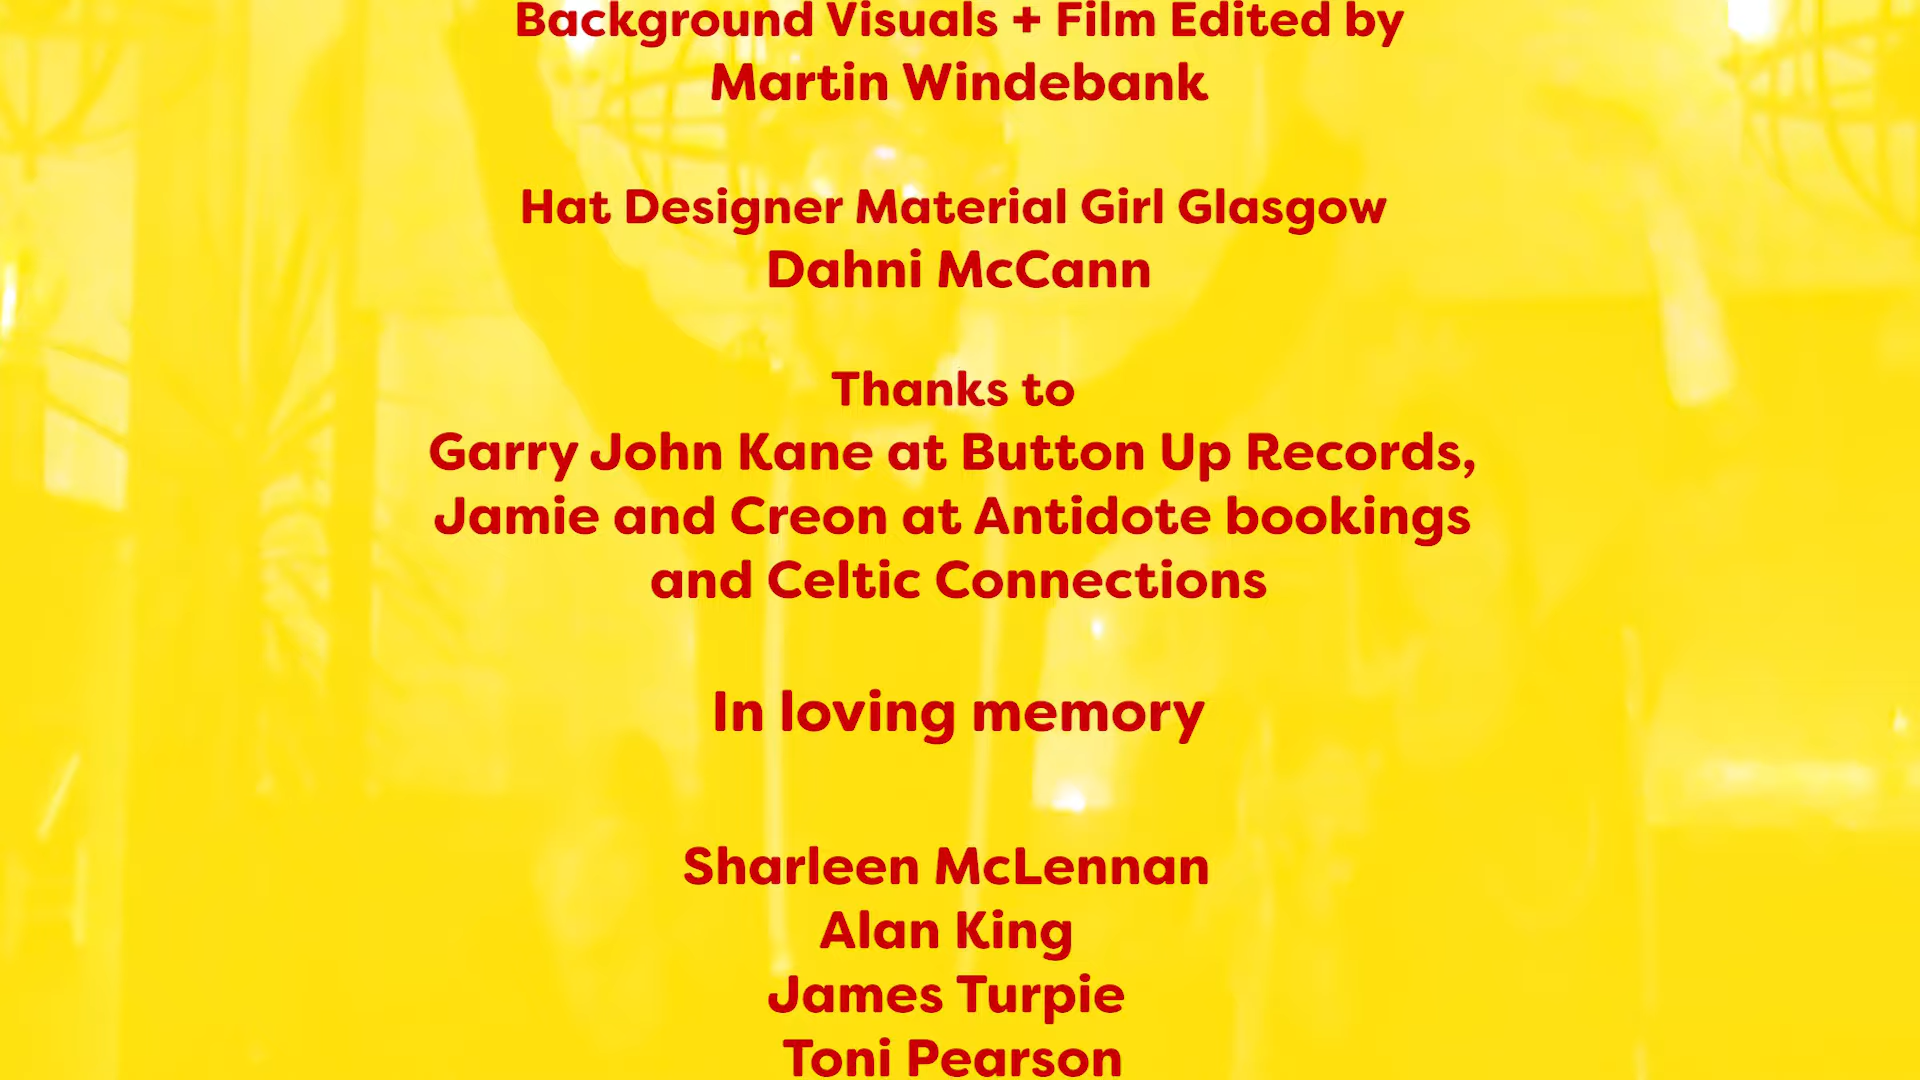 Background Visuals + Film Edited by
Martin Windebank
Hat Designer Material Girl Glasgow
Dahni McCann
Thanks to
Garry John Kane at Button Up Records,
Jamie and Creon at Antidote bookings
and Celtic Connections
In loving memory
Sharleen McLennan
Alan King
James Turpie
Toni Pearson